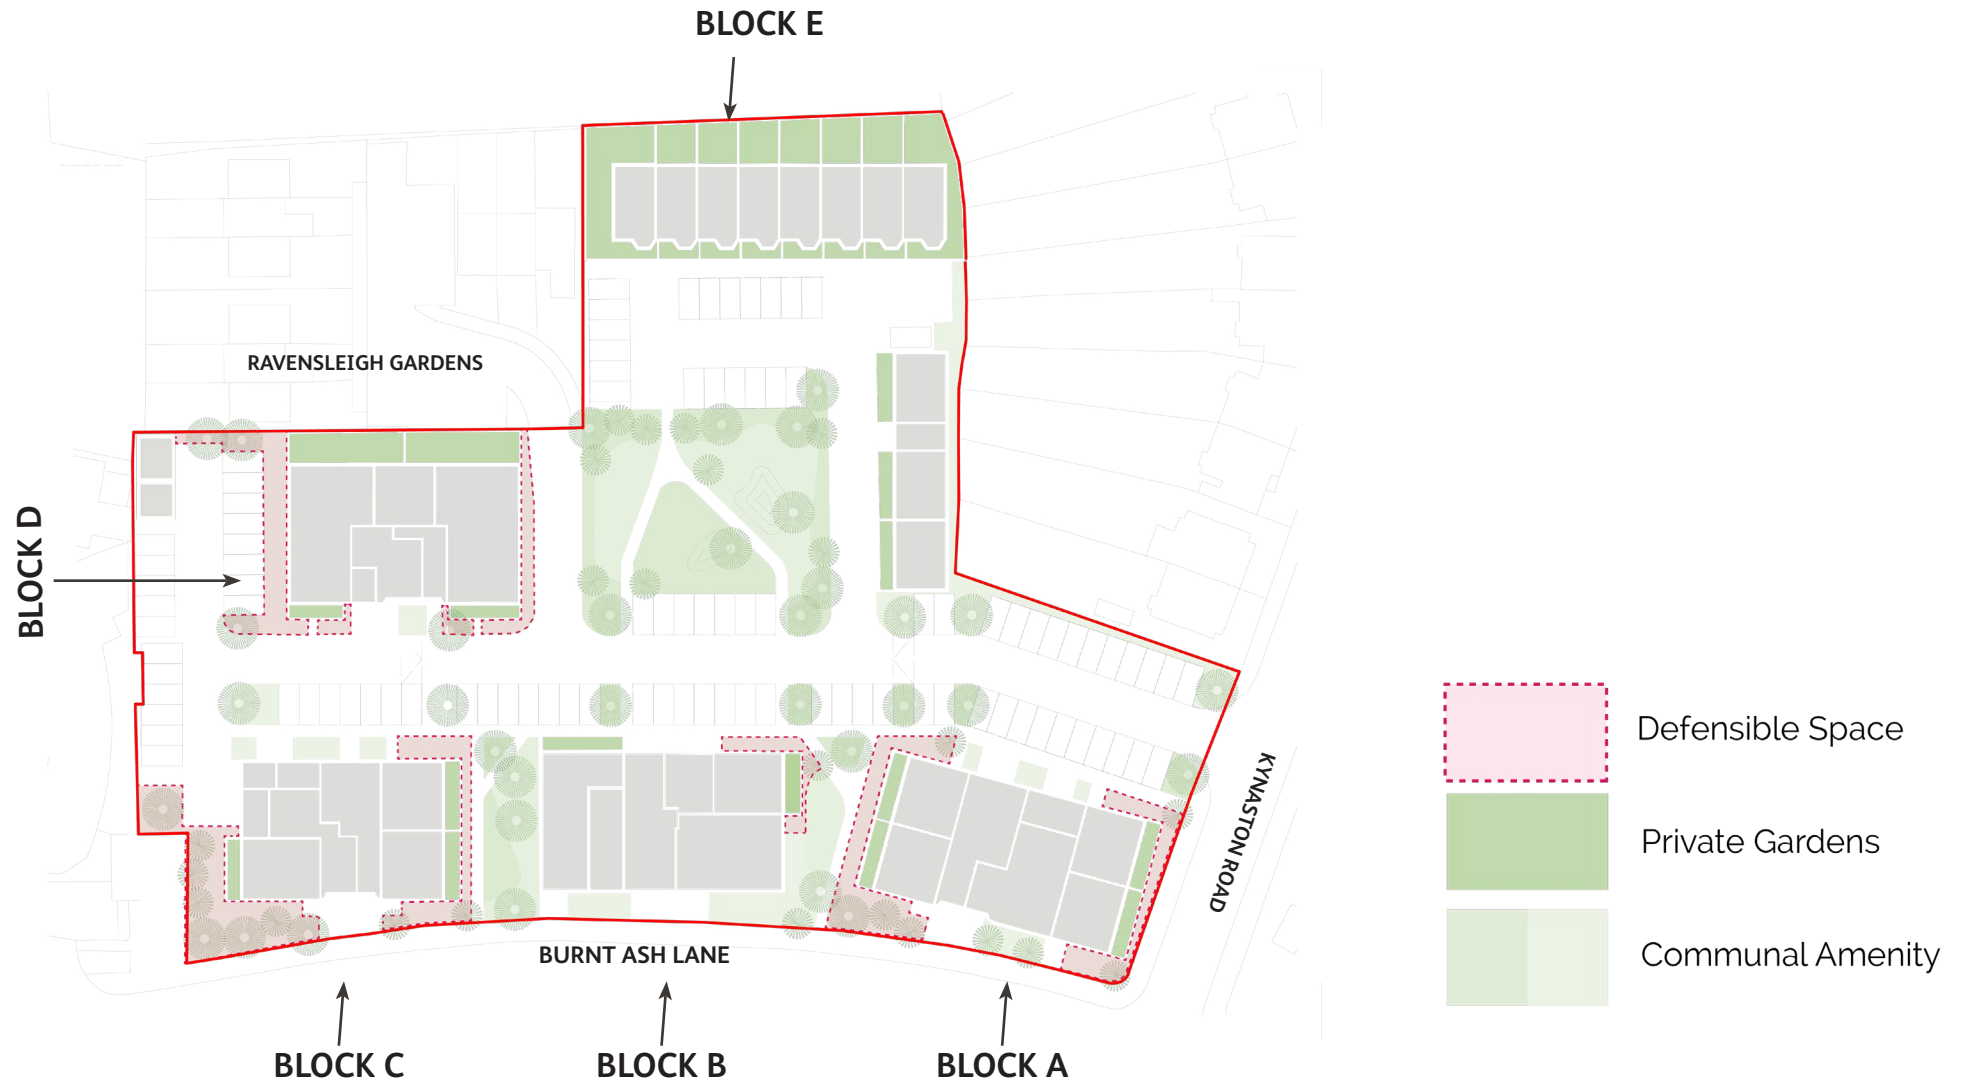 BLOCK E
RAVENSLEIGH GARDENS
BLOCK D
Defensible Space
Private Gardens
Communal Amenity
KYNASTON ROAD
BURNT ASH LANE
BLOCK C
BLOCK B
BLOCK A